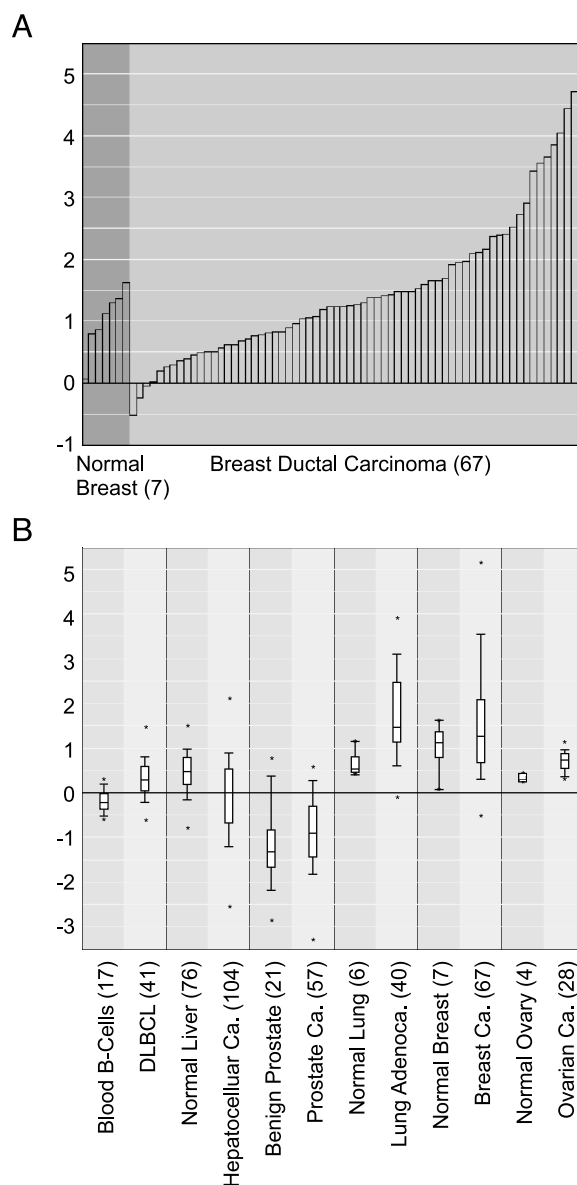 A
5
4
3
2
1
0
-1
Normal
Breast (7)
Breast Ductal Carcinoma (67)
B
5
4
3
2
1
0
-1
-2
-3
Blood B-Cells (17)
DLBCL (41)
Normal Liver (76)
Hepatocelluar Ca. (104)
Benign Prostate (21)
Prostate Ca. (57)
Normal Lung (6)
Lung Adenoca. (40)
Normal Breast (7)
Breast Ca. (67)
Normal Ovary (4)
Ovarian Ca. (28)